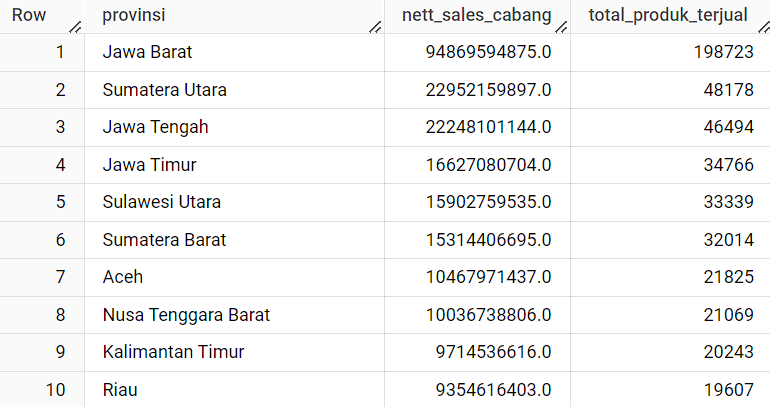 Row provinsi nett_sales_cabang total_produk_terjual
1 Jawa Barat 94869594875.0 198723
2 Sumatera Utara 22952159897.0 48178
3 Jawa Tengah 22248101144.0 46494
4 Jawa Timur 16627080704.0 34766
5 Sulawesi Utara 15902759535.0 33339
6 Sumatera Barat 15314406695.0 32014
7 Aceh 10467971437.0 21825
8 Nusa Tenggara Barat 10036738806.0 21069
9 Kalimantan Timur 9714536616.0 20243
10 Riau 9354616403.0 19607